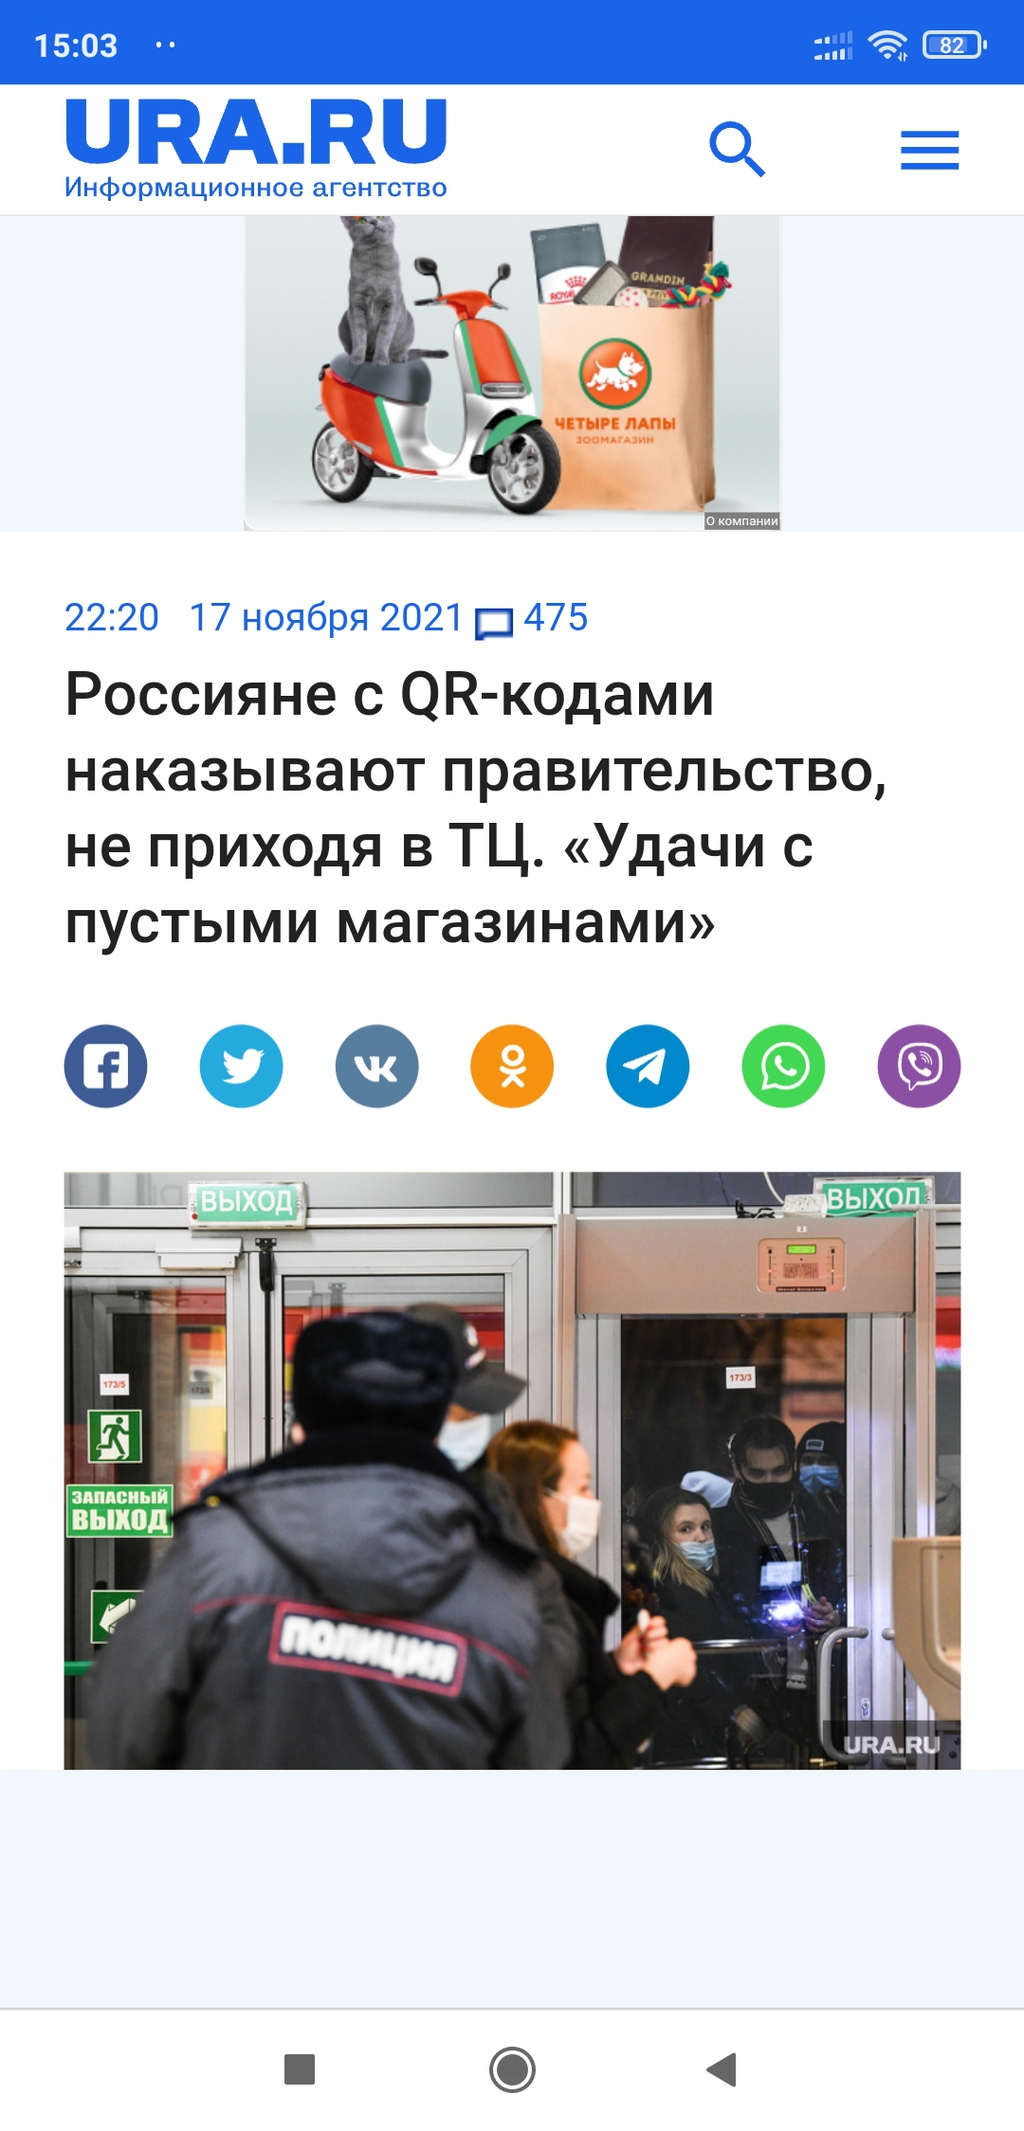 15:03
82
URA.RU
Информационное агентство
GRANDIN
ROYAL
ЧЕТЫРЕ ЛАПЫ
ЗООМАГАЗИН
О компании
22:20 17 ноября 2021 475
Россияне с QR-кодами
наказывают правительство,
не приходя в ТЦ. «Удачи с
пустыми магазинами»
ВЫХОД
ВЫХОД
173/5
173/4
173/3
ЗАПАСНЫЙ
ВЫХОД
ПОЛИЦИЯ
URA.RU